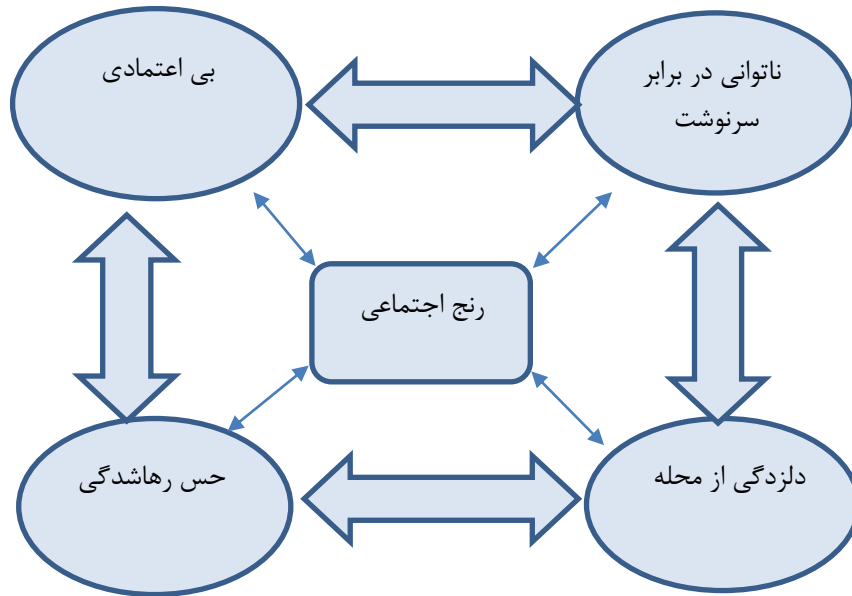 ناتوانی در برابر
سرنوشت
بی اعتمادی
رنج اجتماعی
دلزدگی از محله
حس رهاشدگی